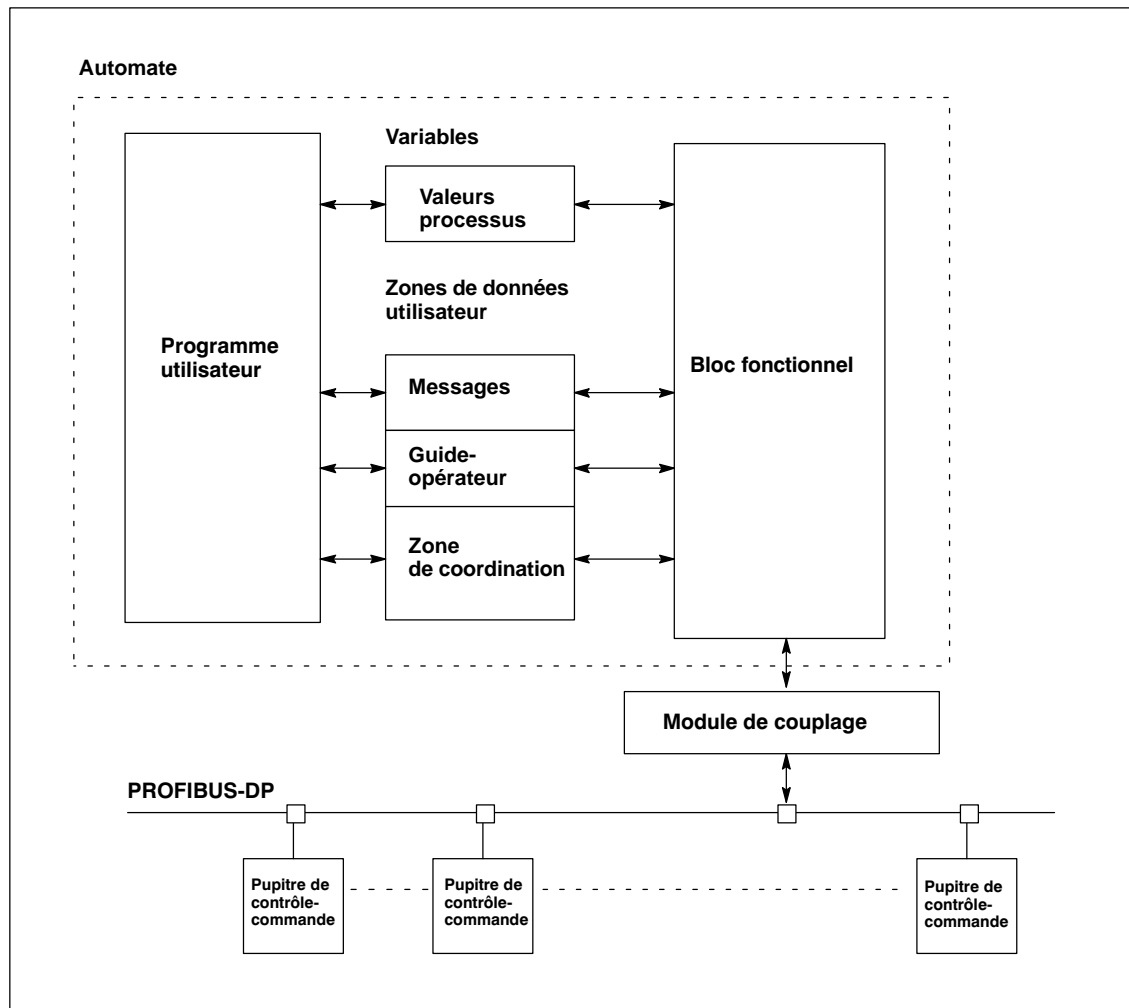 Automate
Variables
Valeurs
processus
Zones de données
utilisateur
Programme
utilisateur
Bloc fonctionnel
Messages
Guide-
opérateur
Zone
de coordination
Module de couplage
PROFIBUS-DP
Pupitre de
contrôle-
commande
Pupitre de
contrôle-
commande
Pupitre de
contrôle-
commande